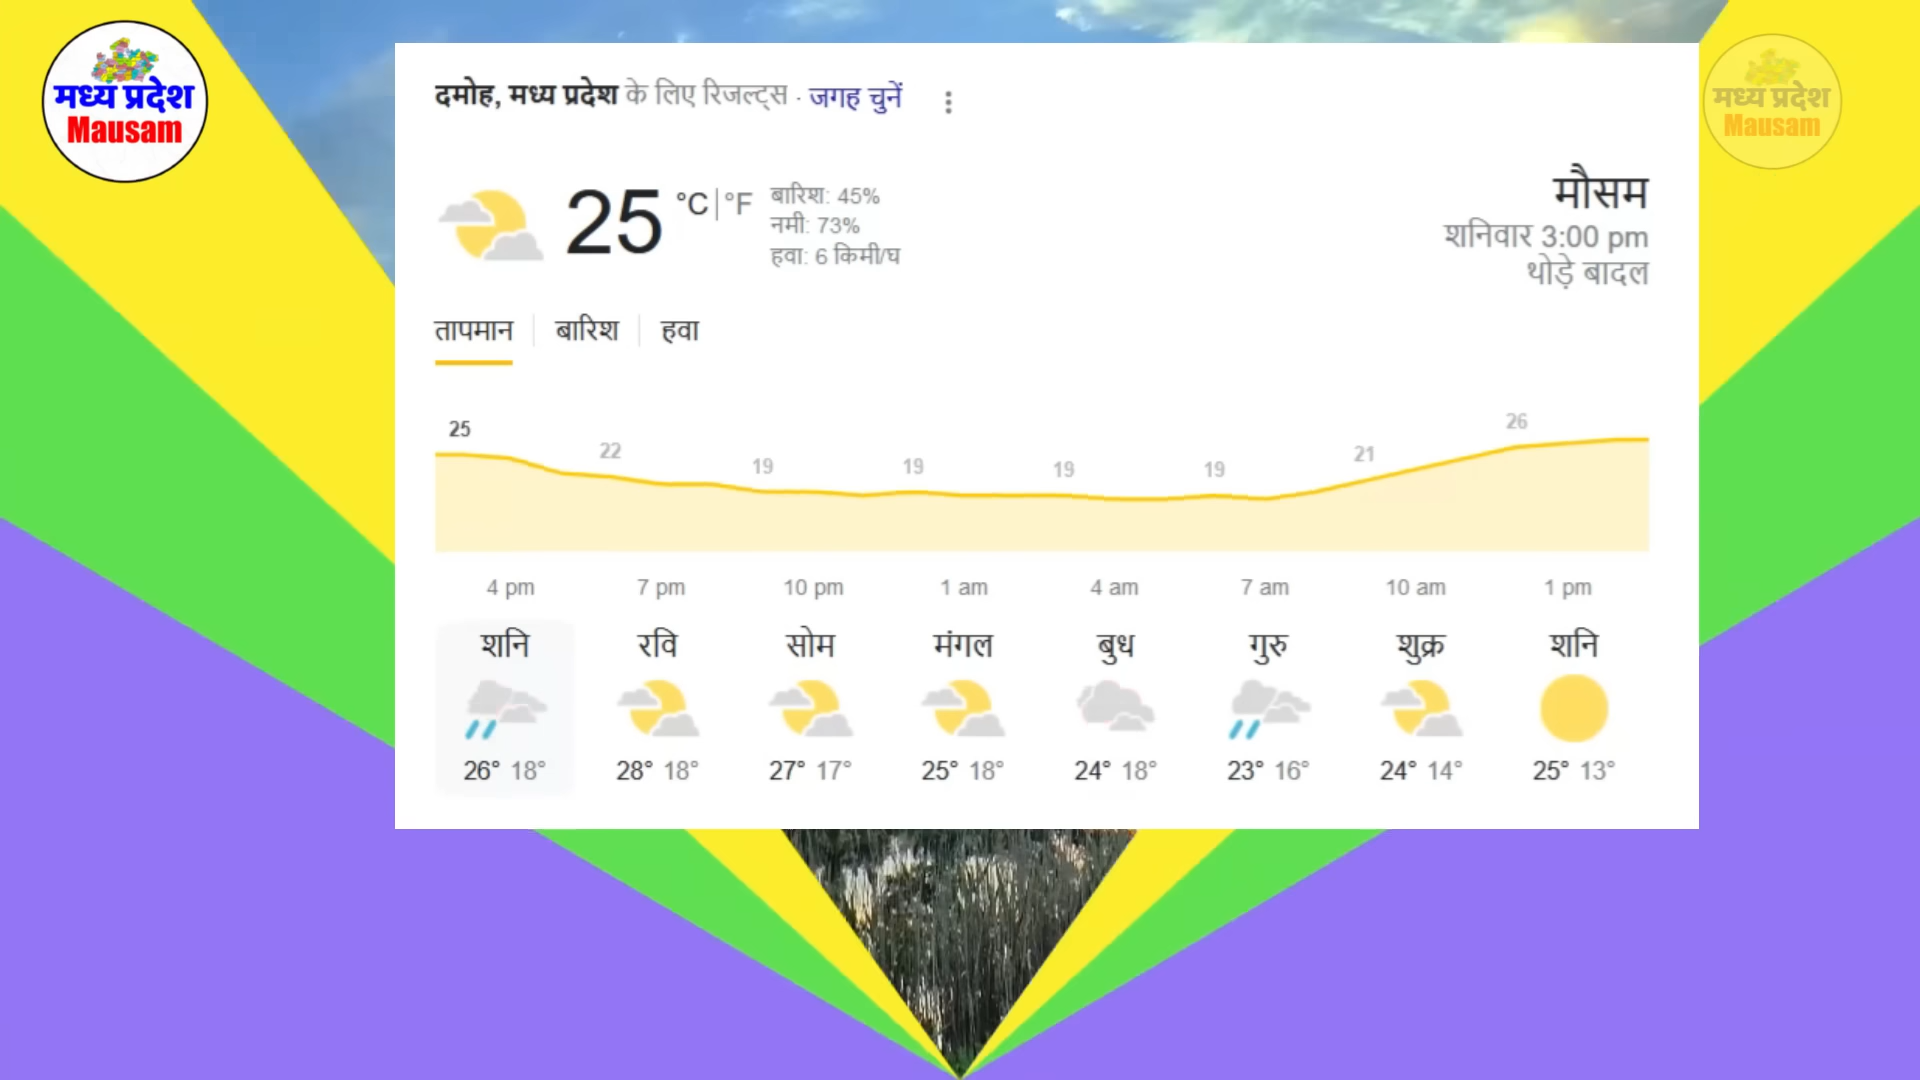 मध्य प्रदेश
Mausam
मध्य प्रदेश
Mausam
दमोह, मध्य प्रदेश के लिए रिजल्ट्स · जगह चुनें
25 °C | °F
बारिश: 45%
नमी: 73%
हवा: 6 किमी/घ
मौसम
शनिवार 3:00 pm
थोड़े बादल
तापमान | बारिश | हवा
25 22 19 19 19 19 21 26
4 pm 7 pm 10 pm 1 am 4 am 7 am 10 am 1 pm
शनि रवि सोम मंगल बुध गुरु शुक्र शनि
26° 18° 28° 18° 27° 17° 25° 18° 24° 18° 23° 16° 24° 14° 25° 13°